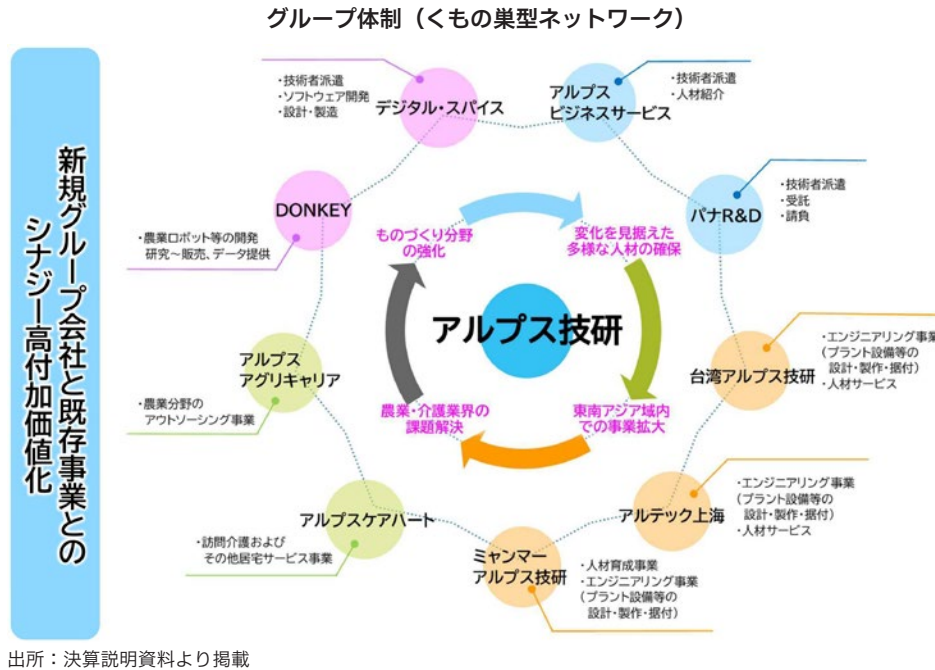 グループ体制（くもの巣型ネットワーク）
新規グループ会社と既存事業との
シナジー高付加価値化
・技術者派遣
・ソフトウェア開発
・設計・製造
デジタル・スパイス
アルプス
ビジネスサービス
・技術者派遣
・人材紹介
DONKEY
・農業ロボット等の開発
研究～販売、データ提供
パナR&D
・技術者派遣
・受託
・請負
ものづくり分野
の強化
変化を見据えた
多様な人材の確保
アルプス技研
農業・介護業界の
課題解決
東南アジア域内
での事業拡大
アルプス
アグリキャリア
・農業分野の
アウトソーシング事業
台湾アルプス技研
・エンジニアリング事業
(プラント設備等の
設計・製作・据付)
・人材サービス
アルプスケアハート
・訪問介護および
その他居宅サービス事業
アルテック上海
・エンジニアリング事業
(プラント設備等の
設計・製作・据付)
・人材サービス
ミャンマー
アルプス技研
・人材育成事業
・エンジニアリング事業
(プラント設備等の
設計・製作・据付)
出所：決算説明資料より掲載